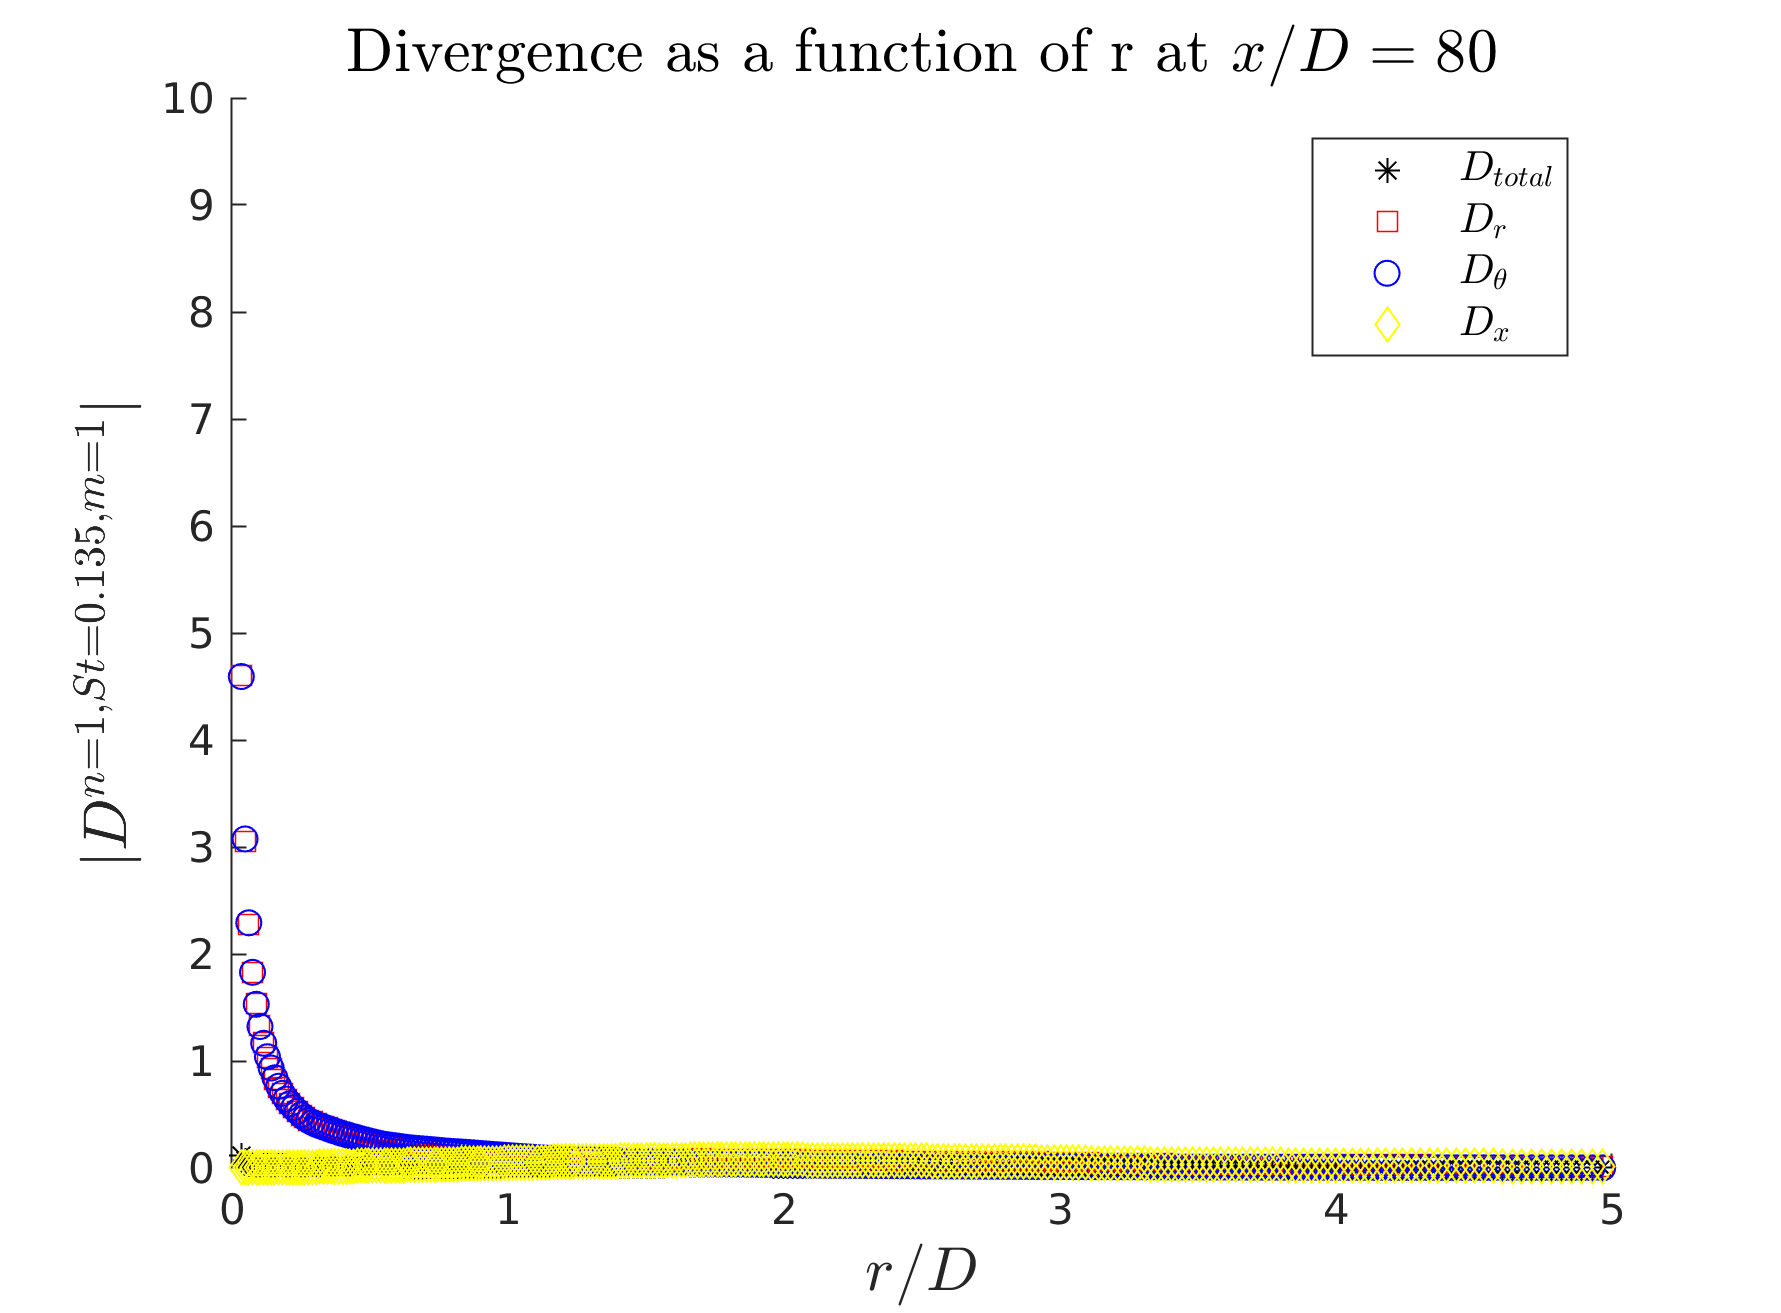 Divergence as a function of r at x/D = 80
10
9
8
7
6
5
4
3
2
1
0
0 1 2 3 4 5
r/D
|D^{n=1,St=0.135,m=1}|
D_{total}
D_r
D_θ
D_x